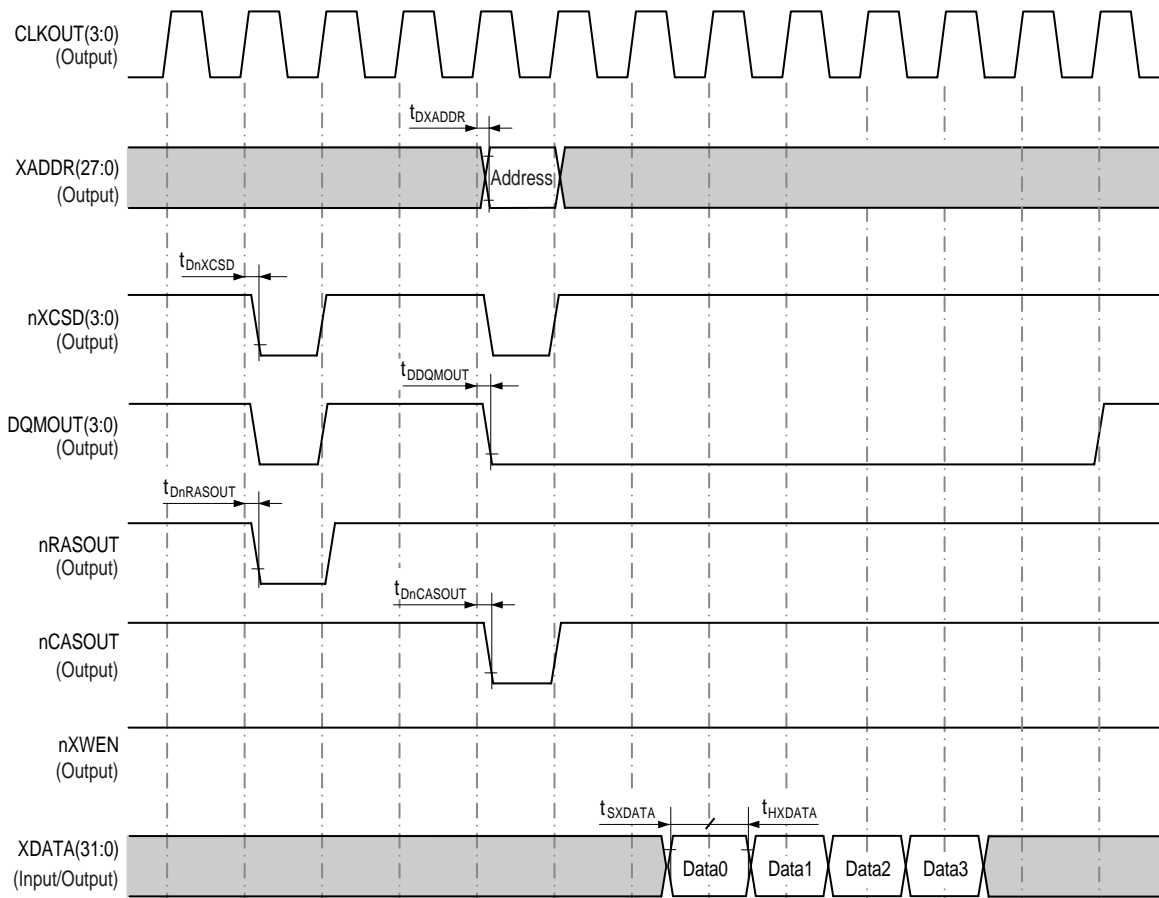 CLKOUT(3:0)
(Output)
tDXADDR
XADDR(27:0)
(Output)
Address
tDnXCSD
nXCSD(3:0)
(Output)
tDDQMOUT
DQMOUT(3:0)
(Output)
tDnRASOUT
nRASOUT
(Output)
tDnCASOUT
nCASOUT
(Output)
nXWEN
(Output)
tSXDATA tHXDATA
XDATA(31:0)
(Input/Output)
Data0 Data1 Data2 Data3